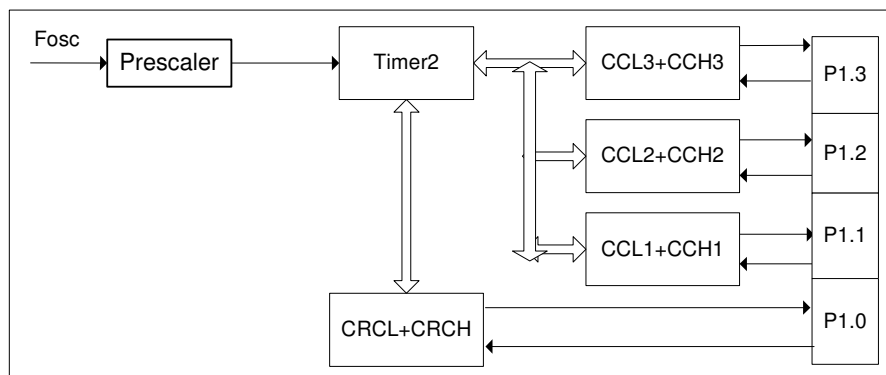 Fosc
Prescaler
Timer2
CCL3+CCH3
P1.3
CCL2+CCH2
P1.2
CCL1+CCH1
P1.1
CRCL+CRCH
P1.0